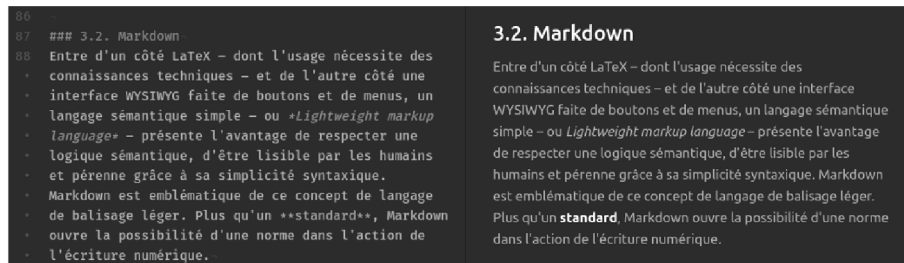 86
87 ### 3.2. Markdown
88 Entre d'un côté LaTeX – dont l'usage nécessite des
connaissances techniques – et de l'autre côté une
interface WYSIWYG faite de boutons et de menus, un
langage sémantique simple – ou *Lightweight markup
language* – présente l'avantage de respecter une
logique sémantique, d'être lisible par les humains
et pérenne grâce à sa simplicité syntaxique.
Markdown est emblématique de ce concept de langage
de balisage léger. Plus qu'un **standard**, Markdown
ouvre la possibilité d'une norme dans l'action de
l'écriture numérique.
3.2. Markdown
Entre d'un côté LaTeX – dont l'usage nécessite des
connaissances techniques – et de l'autre côté une interface
WYSIWYG faite de boutons et de menus, un langage sémantique
simple – ou Lightweight markup language – présente l'avantage
de respecter une logique sémantique, d'être lisible par les
humains et pérenne grâce à sa simplicité syntaxique. Markdown
est emblématique de ce concept de langage de balisage léger.
Plus qu'un standard, Markdown ouvre la possibilité d'une norme
dans l'action de l'écriture numérique.